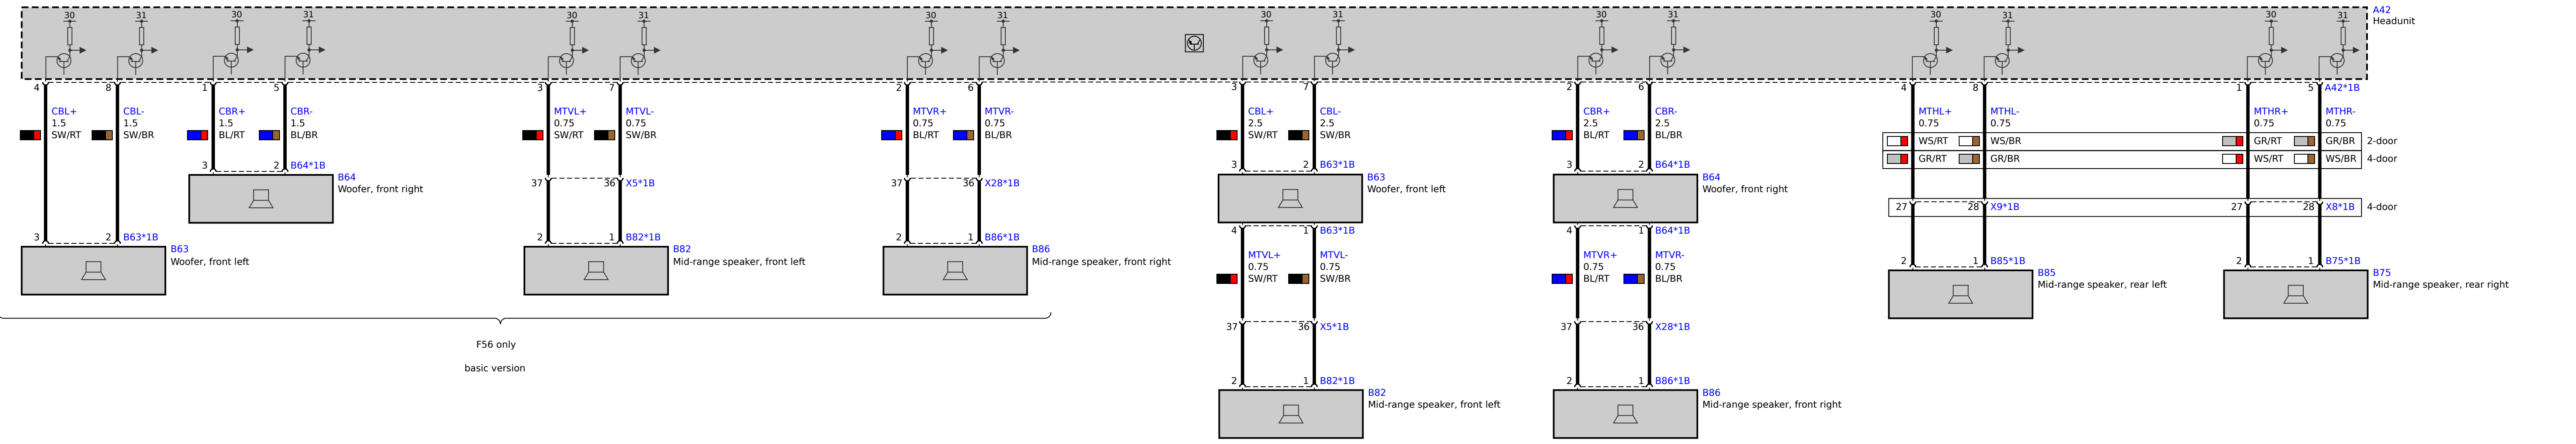 30 31 30 31 30 31 30 31 30 31 30 31 30 31 30 31
A42
Headunit
4 8 1 5 3 7 2 6 3 7 2 6 4 8 1 5 A42*1B
CBL+ CBL- CBR+ CBR- MTVL+ MTVL- MTVR+ MTVR- CBL+ CBL- CBR+ CBR- MTHL+ MTHL- MTHR+ MTHR-
1.5 1.5 1.5 1.5 0.75 0.75 0.75 0.75 2.5 2.5 2.5 2.5 0.75 0.75 0.75 0.75
SW/RT SW/BR BL/RT BL/BR SW/RT SW/BR BL/RT BL/BR SW/RT SW/BR BL/RT BL/BR
WS/RT WS/BR GR/RT GR/BR 2-door
GR/RT GR/BR WS/RT WS/BR 4-door
3 2 B64*1B 3 2 B63*1B 3 2 B64*1B
B64 B63 B64
Woofer, front right Woofer, front left Woofer, front right
37 36 X5*1B 37 36 X28*1B
27 28 X9*1B 27 28 X8*1B 4-door
4 1 B63*1B 4 1 B64*1B
3 2 B63*1B 2 1 B82*1B 2 1 B86*1B
B63 B82 B86
Woofer, front left Mid-range speaker, front left Mid-range speaker, front right
MTVL+ MTVL- MTVR+ MTVR-
0.75 0.75 0.75 0.75
SW/RT SW/BR BL/RT BL/BR
2 1 B85*1B 2 1 B75*1B
B85 B75
Mid-range speaker, rear left Mid-range speaker, rear right
37 36 X5*1B 37 36 X28*1B
F56 only
basic version
2 1 B82*1B 2 1 B86*1B
B82 B86
Mid-range speaker, front left Mid-range speaker, front right